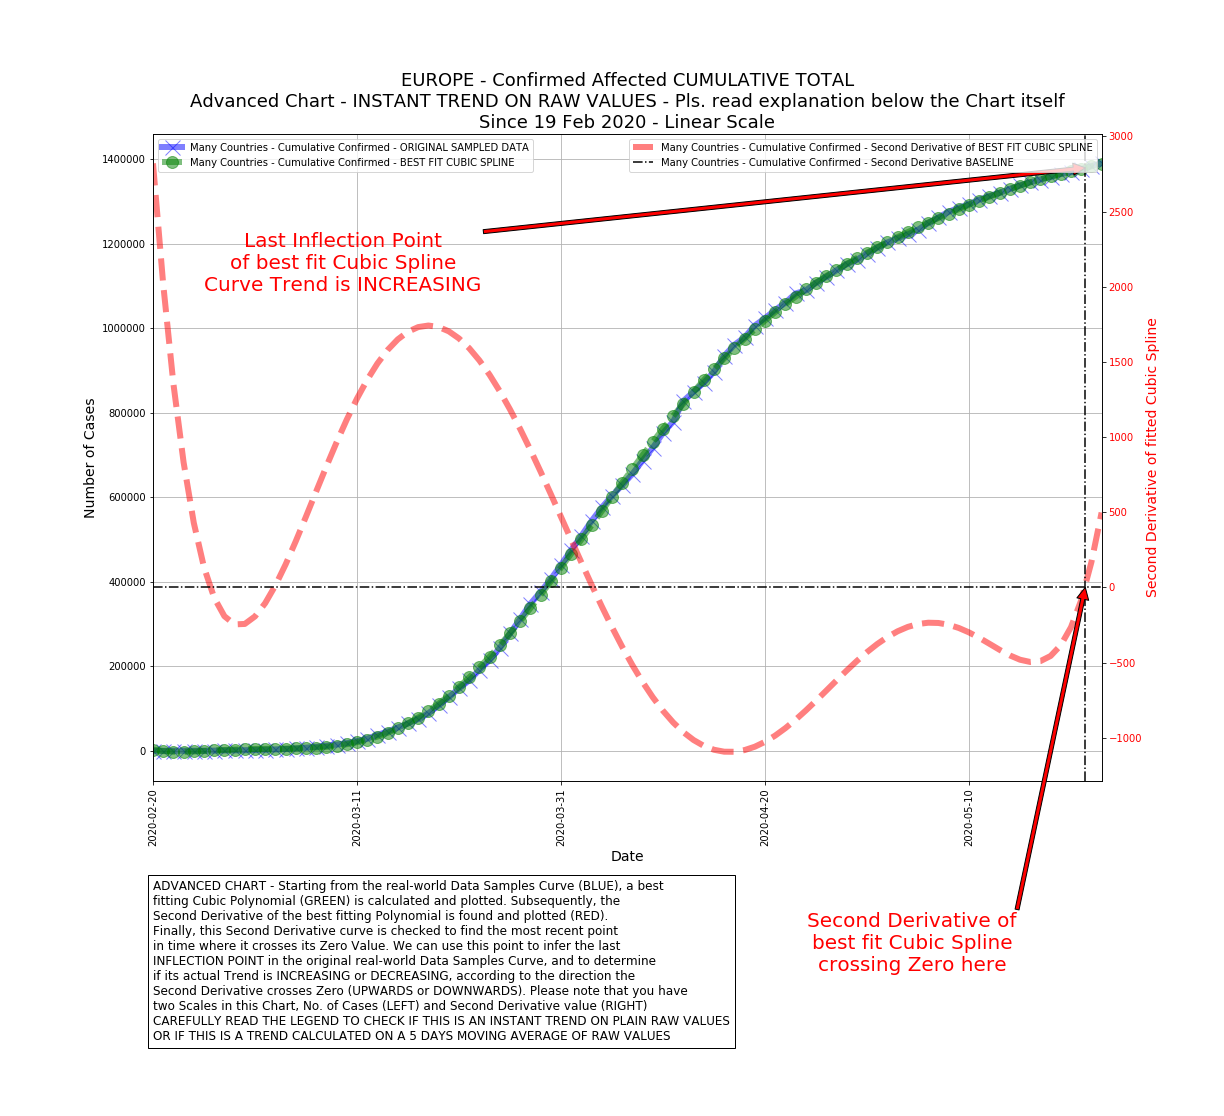 EUROPE - Confirmed Affected CUMULATIVE TOTAL
Advanced Chart - INSTANT TREND ON RAW VALUES - Pls. read explanation below the Chart itself
Since 19 Feb 2020 - Linear Scale
Many Countries - Cumulative Confirmed - ORIGINAL SAMPLED DATA
Many Countries - Cumulative Confirmed - BEST FIT CUBIC SPLINE
Many Countries - Cumulative Confirmed - Second Derivative of BEST FIT CUBIC SPLINE
Many Countries - Cumulative Confirmed - Second Derivative BASELINE
Last Inflection Point
of best fit Cubic Spline
Curve Trend is INCREASING
Number of Cases
1400000
1200000
1000000
800000
600000
400000
200000
0
3000
2500
2000
1500
1000
500
0
−500
−1000
Second Derivative of fitted Cubic Spline
2020-02-20
2020-03-11
2020-03-31
2020-04-20
2020-05-10
Date
Second Derivative of
best fit Cubic Spline
crossing Zero here
ADVANCED CHART - Starting from the real-world Data Samples Curve (BLUE), a best
fitting Cubic Polynomial (GREEN) is calculated and plotted. Subsequently, the
Second Derivative of the best fitting Polynomial is found and plotted (RED).
Finally, this Second Derivative curve is checked to find the most recent point
in time where it crosses its Zero Value. We can use this point to infer the last
INFLECTION POINT in the original real-world Data Samples Curve, and to determine
if its actual Trend is INCREASING or DECREASING, according to the direction the
Second Derivative crosses Zero (UPWARDS or DOWNWARDS). Please note that you have
two Scales in this Chart, No. of Cases (LEFT) and Second Derivative value (RIGHT)
CAREFULLY READ THE LEGEND TO CHECK IF THIS IS AN INSTANT TREND ON PLAIN RAW VALUES
OR IF THIS IS A TREND CALCULATED ON A 5 DAYS MOVING AVERAGE OF RAW VALUES